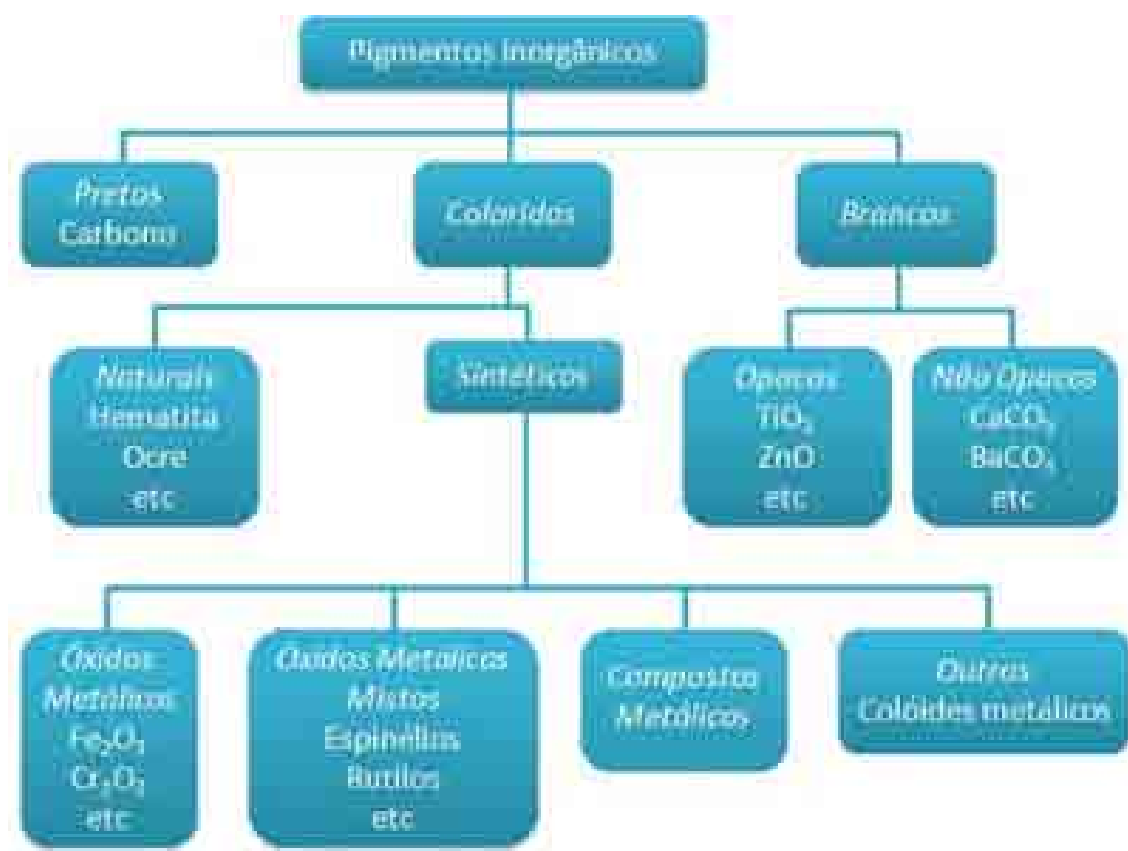 Pigmentos Inorgânicos
Pretos
Carbono
Coloridos
Brancos
Naturais
Hematita
Ocre
etc
Sintéticos
Opacos
TiO₂
ZnO
etc
Não Opacos
CaCO₃
BaCO₃
etc
Óxidos
Metálicos
Fe₂O₃
Cr₂O₃
etc
Óxidos Metálicos
Mistos
Espinéllos
Rutilos
etc
Compostos
Metálicos
Outros
Colóides metálicos